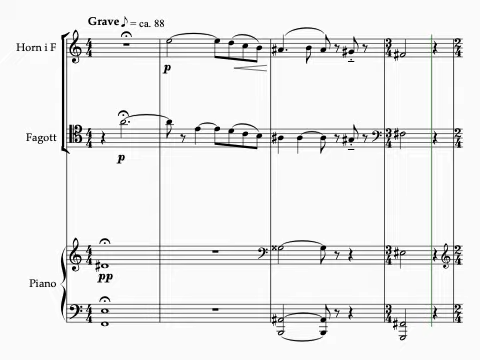 Grave ♪ = ca. 88
Horn i F
p
Fagott
p
Piano
pp